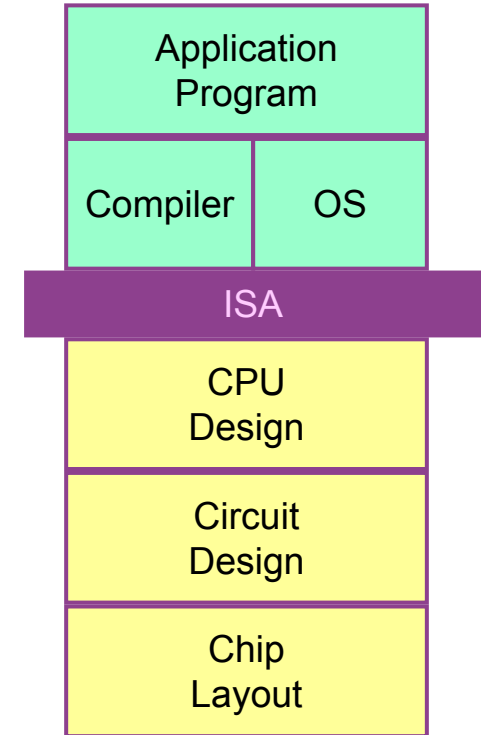 Application
Program
Compiler
OS
ISA
CPU
Design
Circuit
Design
Chip
Layout